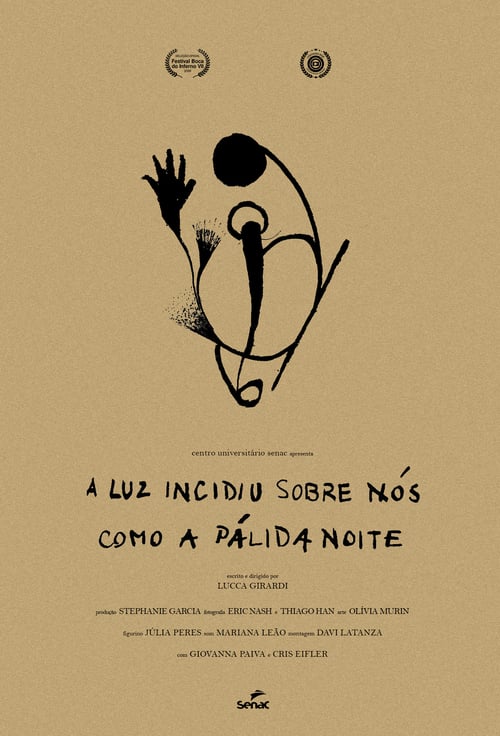 SELEÇÃO OFICIAL
Festival Boca
do Inferno VII
centro universitário senac apresenta
A LUZ INCIDIU SOBRE NÓS
COMO A PÁLIDA NOITE
escrito e dirigido por
LUCCA GIRARDI
produção STEPHANIE GARCIA fotografia ERIC NASH e THIAGO HAN arte OLÍVIA MURIN
figurino JÚLIA PERES som MARIANA LEÃO montagem DAVI LATANZA
com GIOVANNA PAIVA e CRIS EIFLER
senac